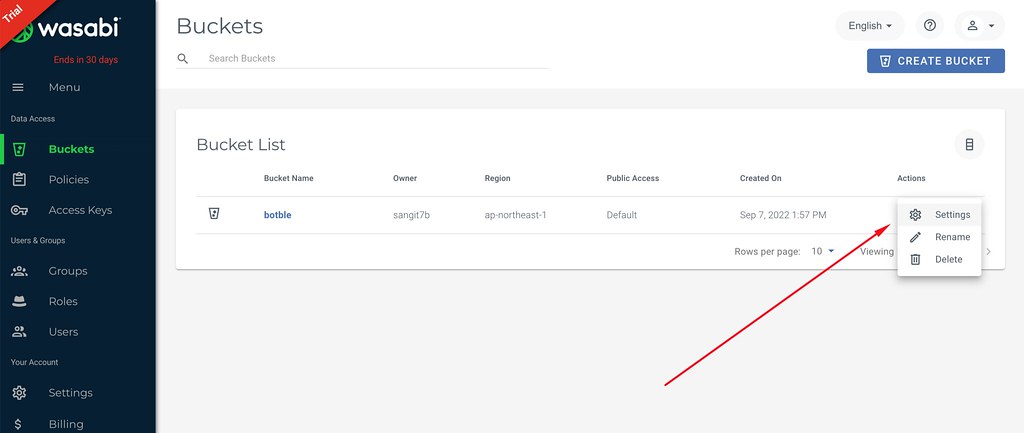 Trial
wasabi
Ends in 30 days
Menu
Data Access
Buckets
Policies
Access Keys
Users & Groups
Groups
Roles
Users
Your Account
Settings
Billing
Buckets
English
Search Buckets
CREATE BUCKET
Bucket List
Bucket Name Owner Region Public Access Created On Actions
botble sangit7b ap-northeast-1 Default Sep 7, 2022 1:57 PM
Settings
Rename
Delete
Rows per page: 10 Viewing